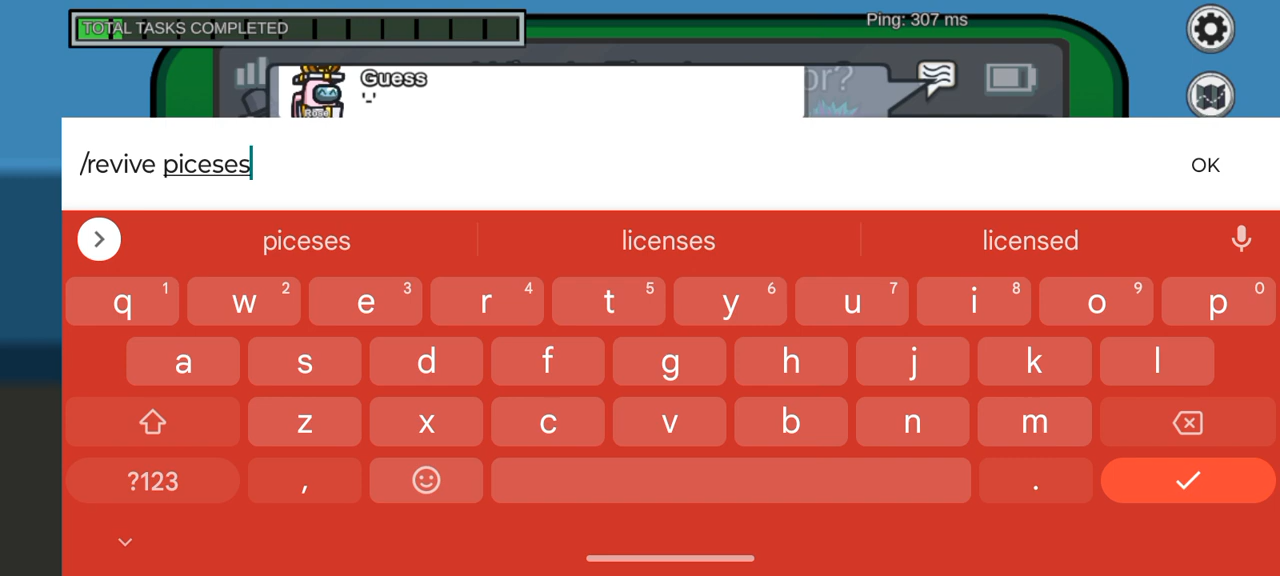 TOTAL TASKS COMPLETED
Ping: 307 ms
Guess
or?
/revive piceses
OK
piceses licenses licensed
q 1 w 2 e 3 r 4 t 5 y 6 u 7 i 8 o 9 p 0
a s d f g h j k l
z x c v b n m
?123 , .